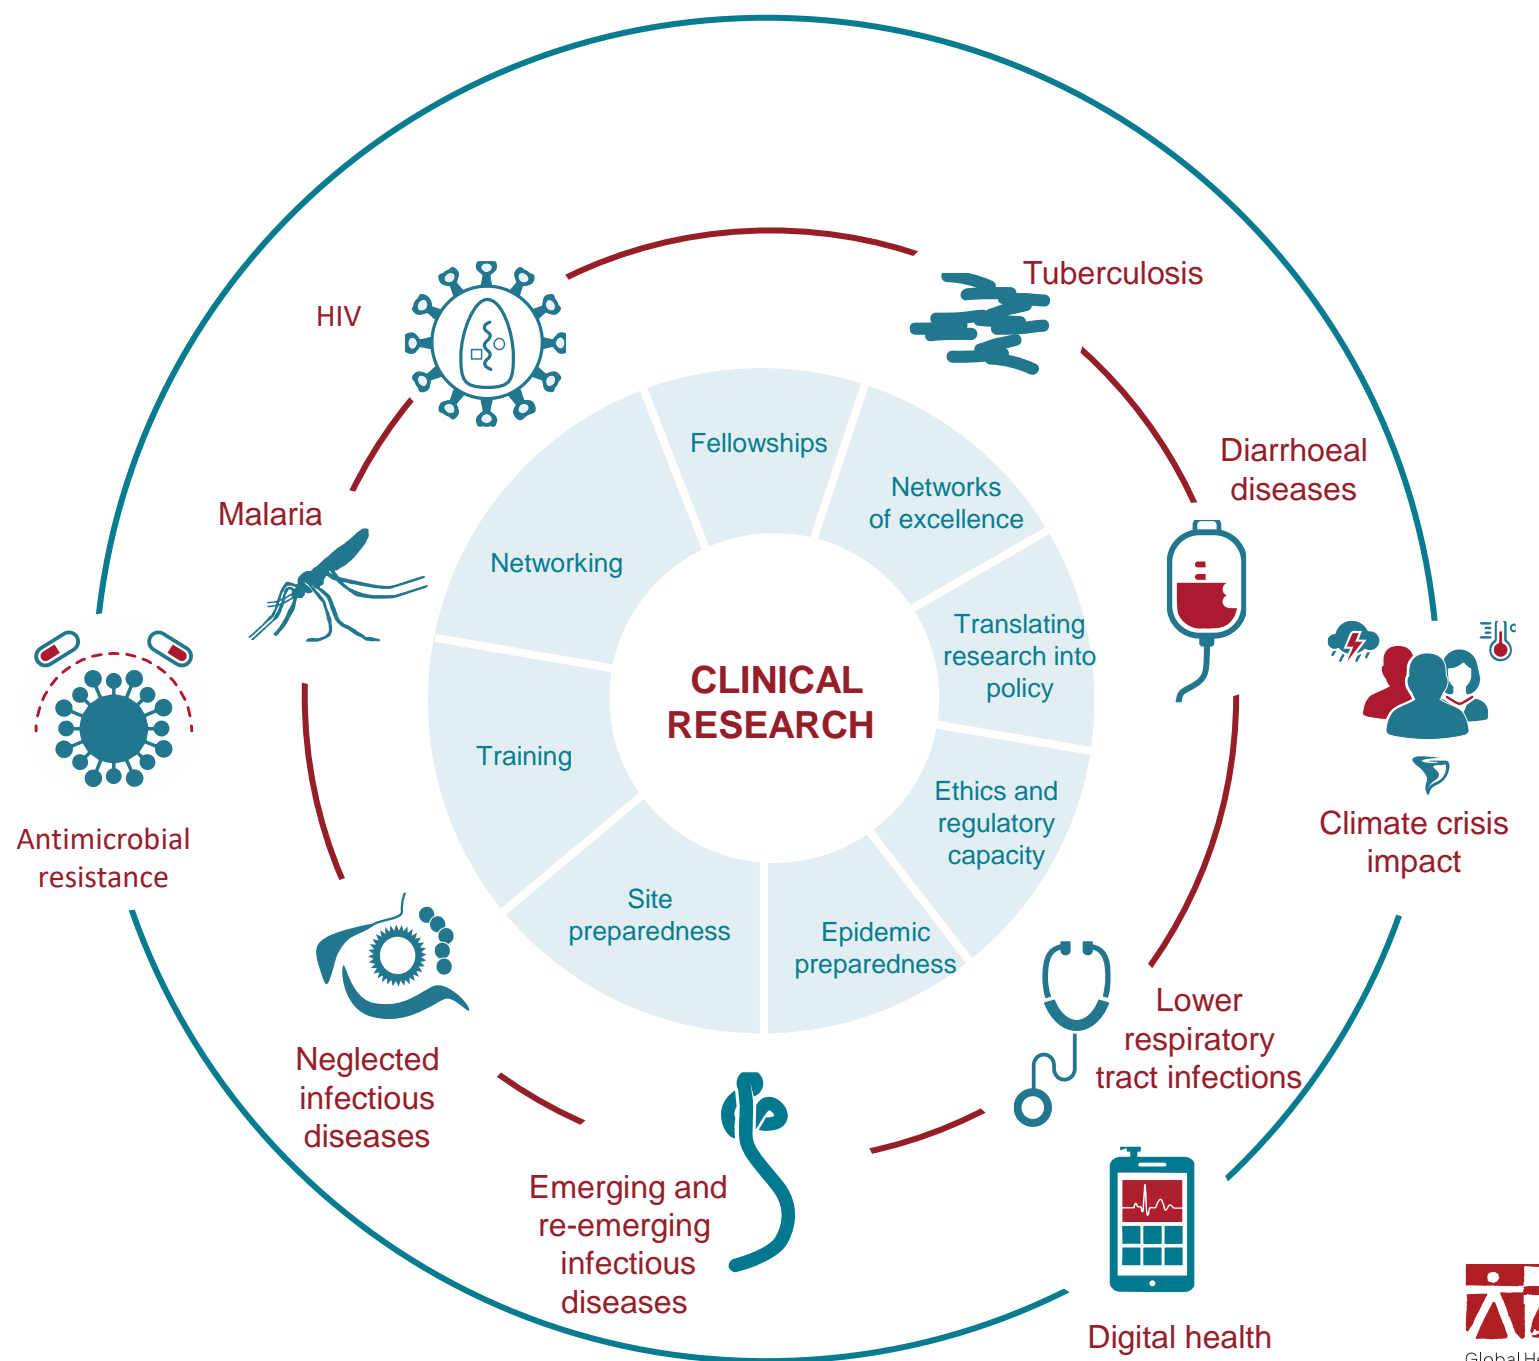 HIV
Tuberculosis
Diarrhoeal
diseases
Malaria
Fellowships
Networks
of excellence
Networking
Translating
research into
policy
CLINICAL
RESEARCH
Training
Ethics and
regulatory
capacity
Site
preparedness
Epidemic
preparedness
Antimicrobial
resistance
Climate crisis
impact
c
Lower
respiratory
tract infections
Neglected
infectious
diseases
Emerging and
re-emerging
infectious
diseases
Digital health
Global